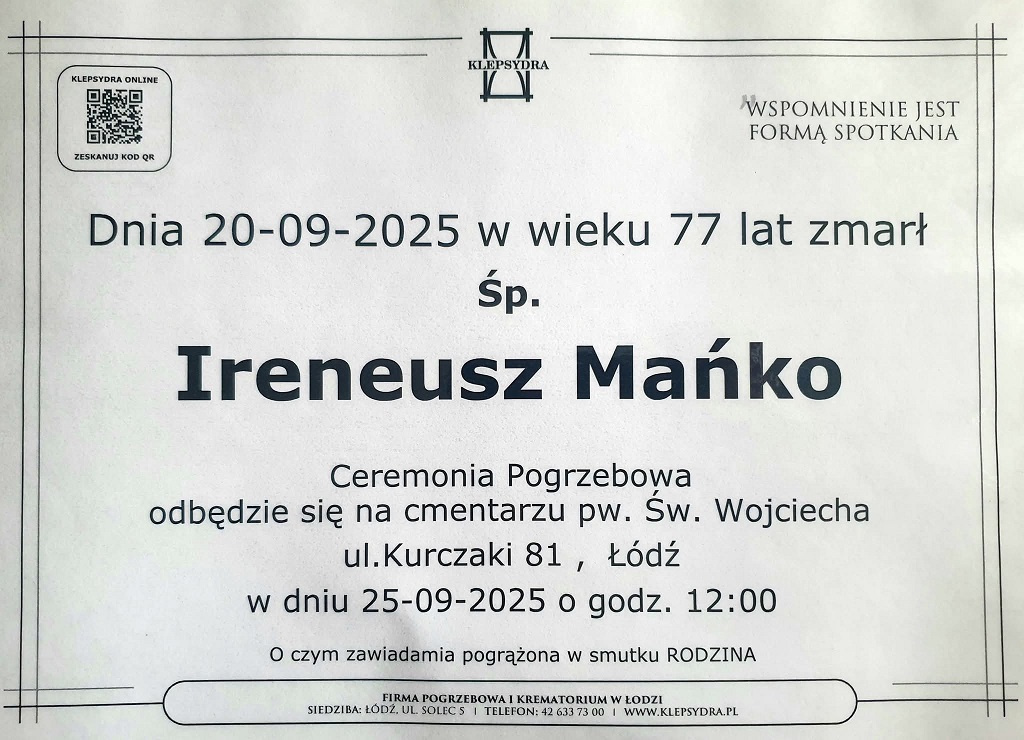 KLEPSYDRA
KLEPSYDRA ONLINE
ZESKANUJ KOD QR
"WSPOMNIENIE JEST
FORMĄ SPOTKANIA
Dnia 20-09-2025 w wieku 77 lat zmarł
Śp.
Ireneusz Mańko
Ceremonia Pogrzebowa
odbędzie się na cmentarzu pw. Św. Wojciecha
ul.Kurczaki 81 , Łódź
w dniu 25-09-2025 o godz. 12:00
O czym zawiadamia pogrążona w smutku RODZINA
FIRMA POGRZEBOWA I KREMATORIUM W ŁODZI
SIEDZIBA: ŁÓDŹ, UL. SOLEC 5 | TELEFON: 42 633 73 00 | WWW.KLEPSYDRA.PL